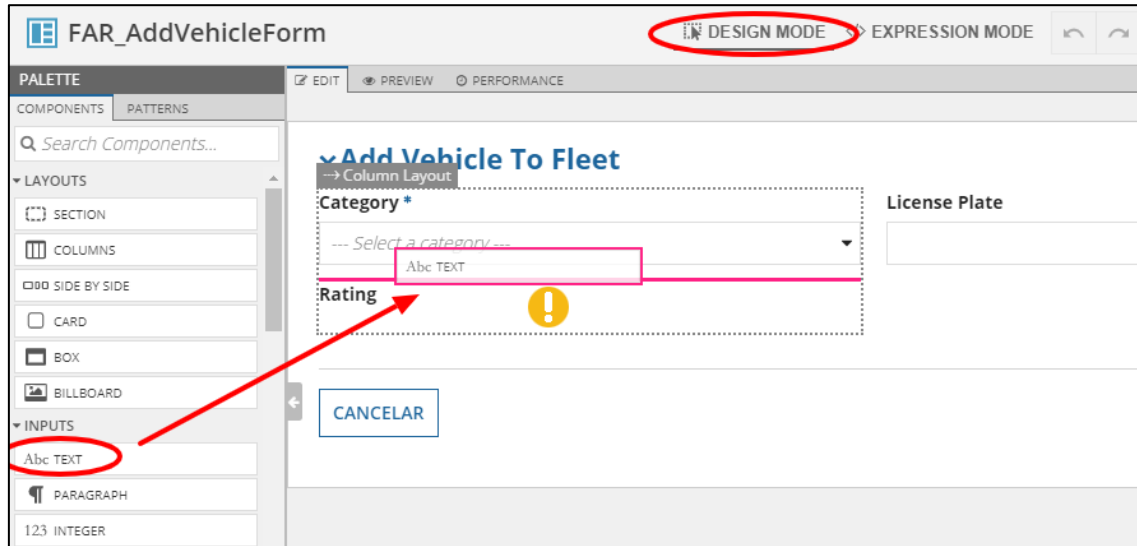 FAR_AddVehicleForm
DESIGN MODE
EXPRESSION MODE
PALETTE
EDIT
PREVIEW
PERFORMANCE
COMPONENTS
PATTERNS
Search Components...
LAYOUTS
SECTION
COLUMNS
SIDE BY SIDE
CARD
BOX
BILLBOARD
INPUTS
Abc TEXT
PARAGRAPH
123 INTEGER
Add Vehicle To Fleet
Column Layout
Category *
--- Select a category ---
Abc TEXT
Rating
License Plate
CANCELAR